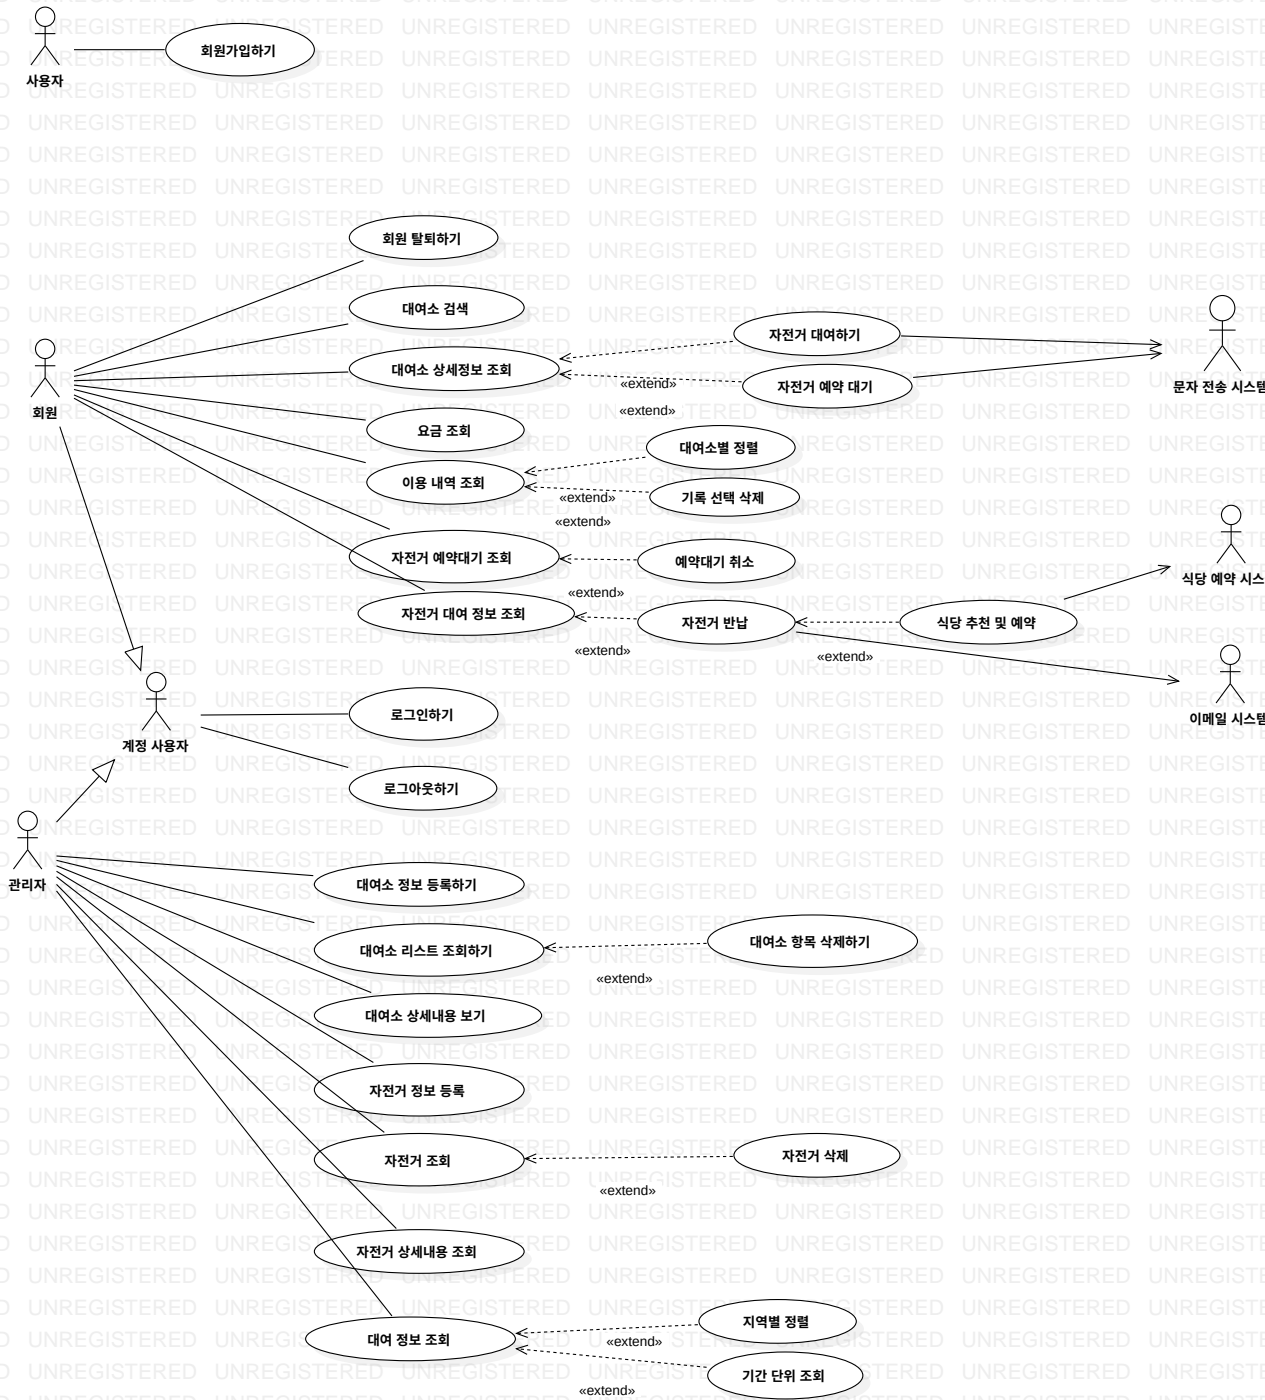 회원가입하기
사용자
회원 탈퇴하기
대여소 검색
자전거 대여하기
대여소 상세정보 조회
«extend»
자전거 예약 대기
문자 전송 시스템
회원
«extend»
요금 조회
대여소별 정렬
이용 내역 조회
«extend»
기록 선택 삭제
«extend»
자전거 예약대기 조회
예약대기 취소
식당 예약 시스
«extend»
자전거 대여 정보 조회
자전거 반납
식당 추천 및 예약
«extend»
«extend»
로그인하기
이메일 시스템
계정 사용자
로그아웃하기
관리자
대여소 정보 등록하기
대여소 리스트 조회하기
대여소 항목 삭제하기
«extend»
대여소 상세내용 보기
자전거 정보 등록
자전거 조회
자전거 삭제
«extend»
자전거 상세내용 조회
지역별 정렬
대여 정보 조회
«extend»
기간 단위 조회
«extend»
UNREGISTERED